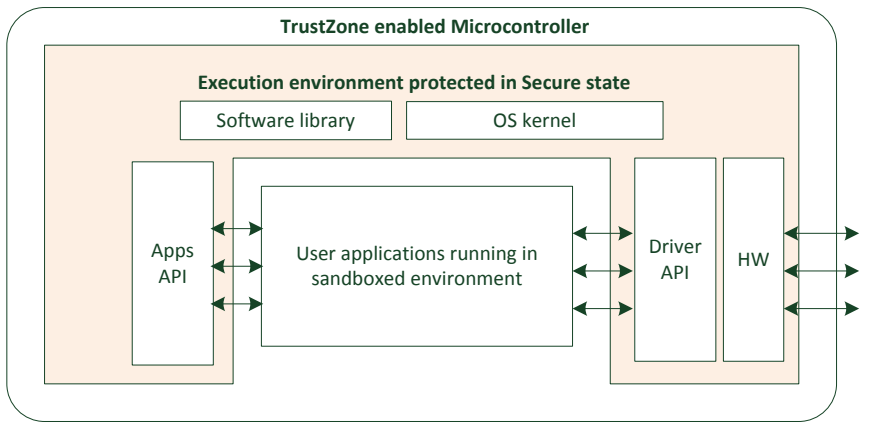 TrustZone enabled Microcontroller
Execution environment protected in Secure state
Software library
OS kernel
Apps
API
User applications running in
sandboxed environment
Driver
API
HW